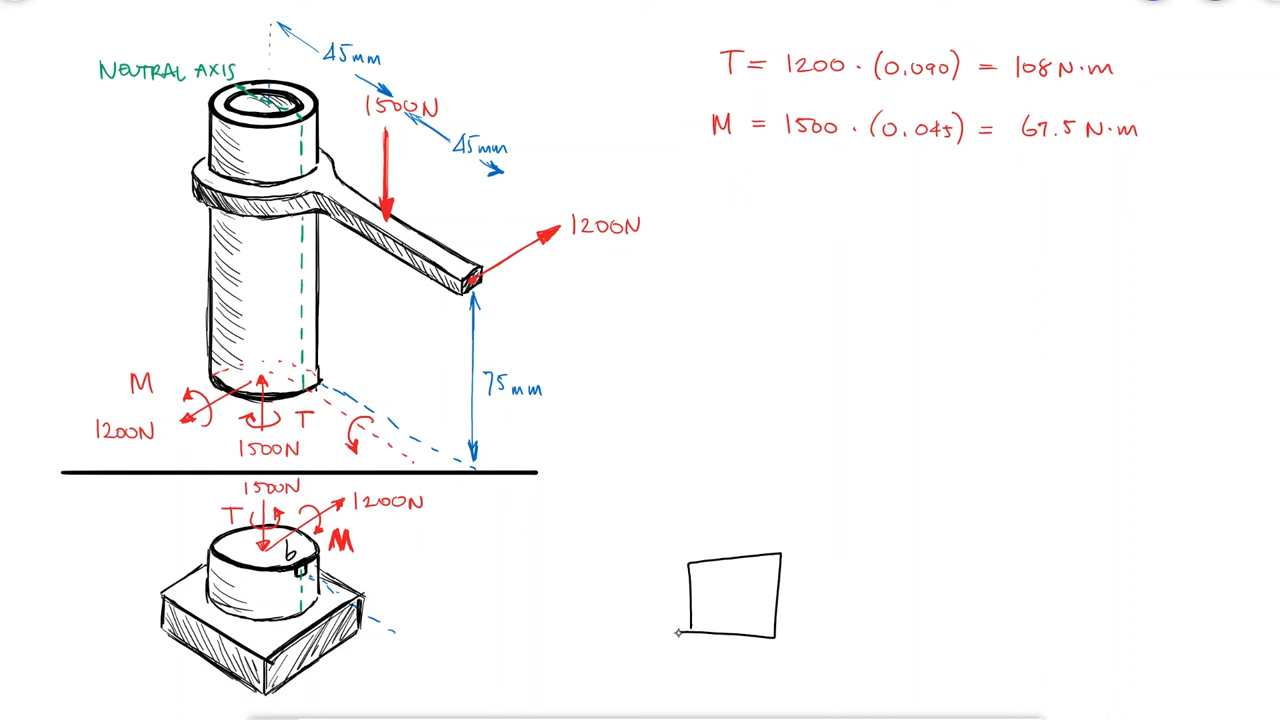 45mm
NEUTRAL AXIS
1500N
45mm
1200N
T = 1200 · (0.090) = 108 N·m
M = 1500 · (0.045) = 67.5 N·m
75mm
M
1200N
T
1500N
1500N
T
1200N
M
b